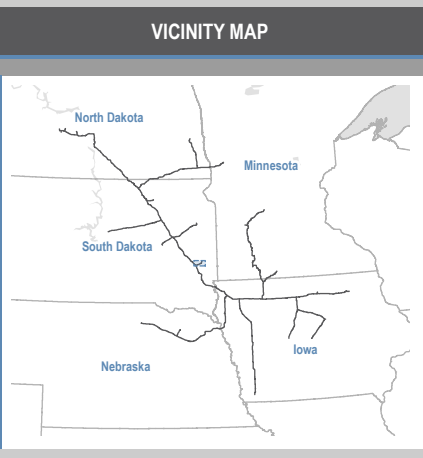 VICINITY MAP
North Dakota
Minnesota
South Dakota
Iowa
Nebraska